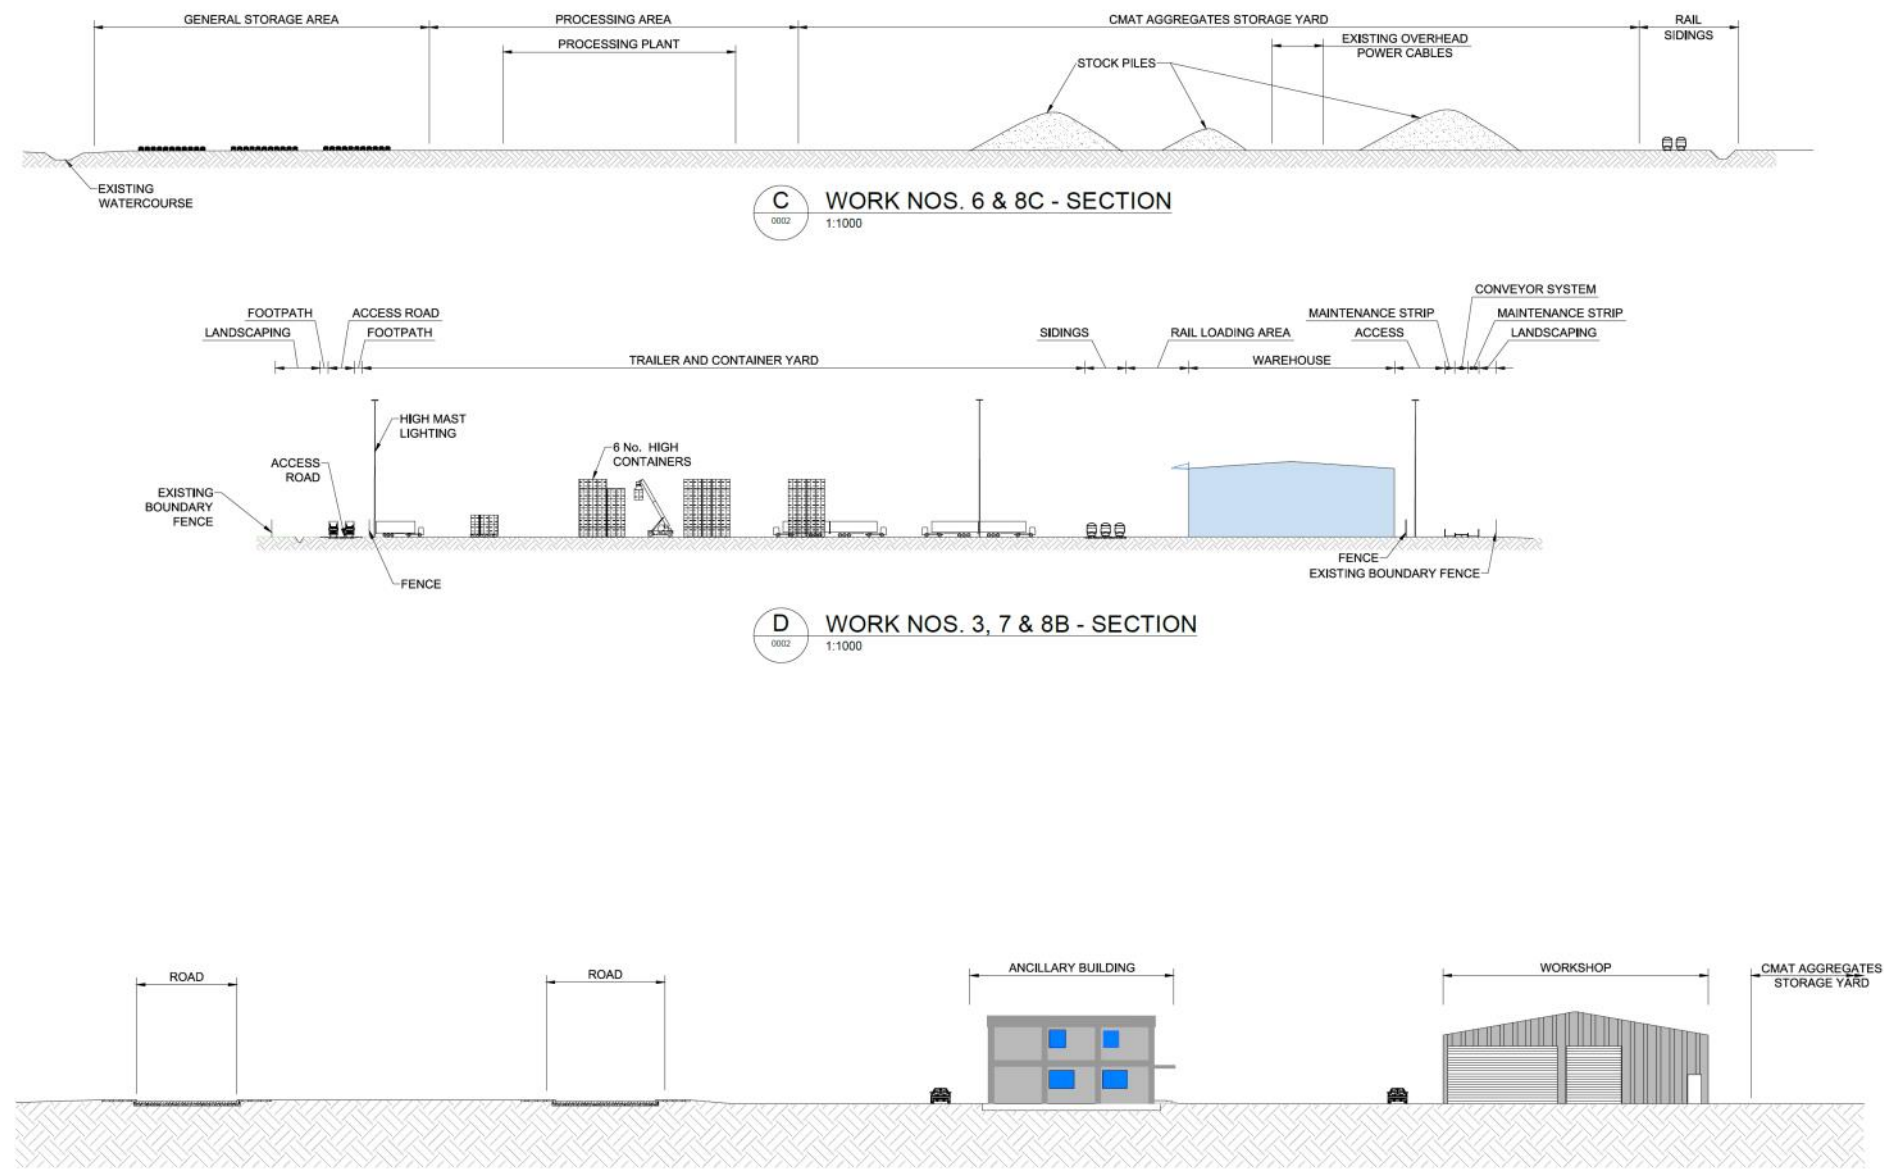 GENERAL STORAGE AREA
PROCESSING AREA
CMAT AGGREGATES STORAGE YARD
RAIL
SIDINGS
PROCESSING PLANT
EXISTING OVERHEAD
POWER CABLES
STOCK PILES
EXISTING
WATERCOURSE
C
0002
WORK NOS. 6 & 8C - SECTION
1:1000
CONVEYOR SYSTEM
FOOTPATH
ACCESS ROAD
MAINTENANCE STRIP
MAINTENANCE STRIP
LANDSCAPING
FOOTPATH
SIDINGS
RAIL LOADING AREA
ACCESS
LANDSCAPING
TRAILER AND CONTAINER YARD
WAREHOUSE
HIGH MAST
LIGHTING
6 No. HIGH
CONTAINERS
ACCESS
ROAD
EXISTING
BOUNDARY
FENCE
FENCE
FENCE
EXISTING BOUNDARY FENCE
D
0002
WORK NOS. 3, 7 & 8B - SECTION
1:1000
ROAD
ROAD
ANCILLARY BUILDING
WORKSHOP
CMAT AGGREGATES
STORAGE YARD